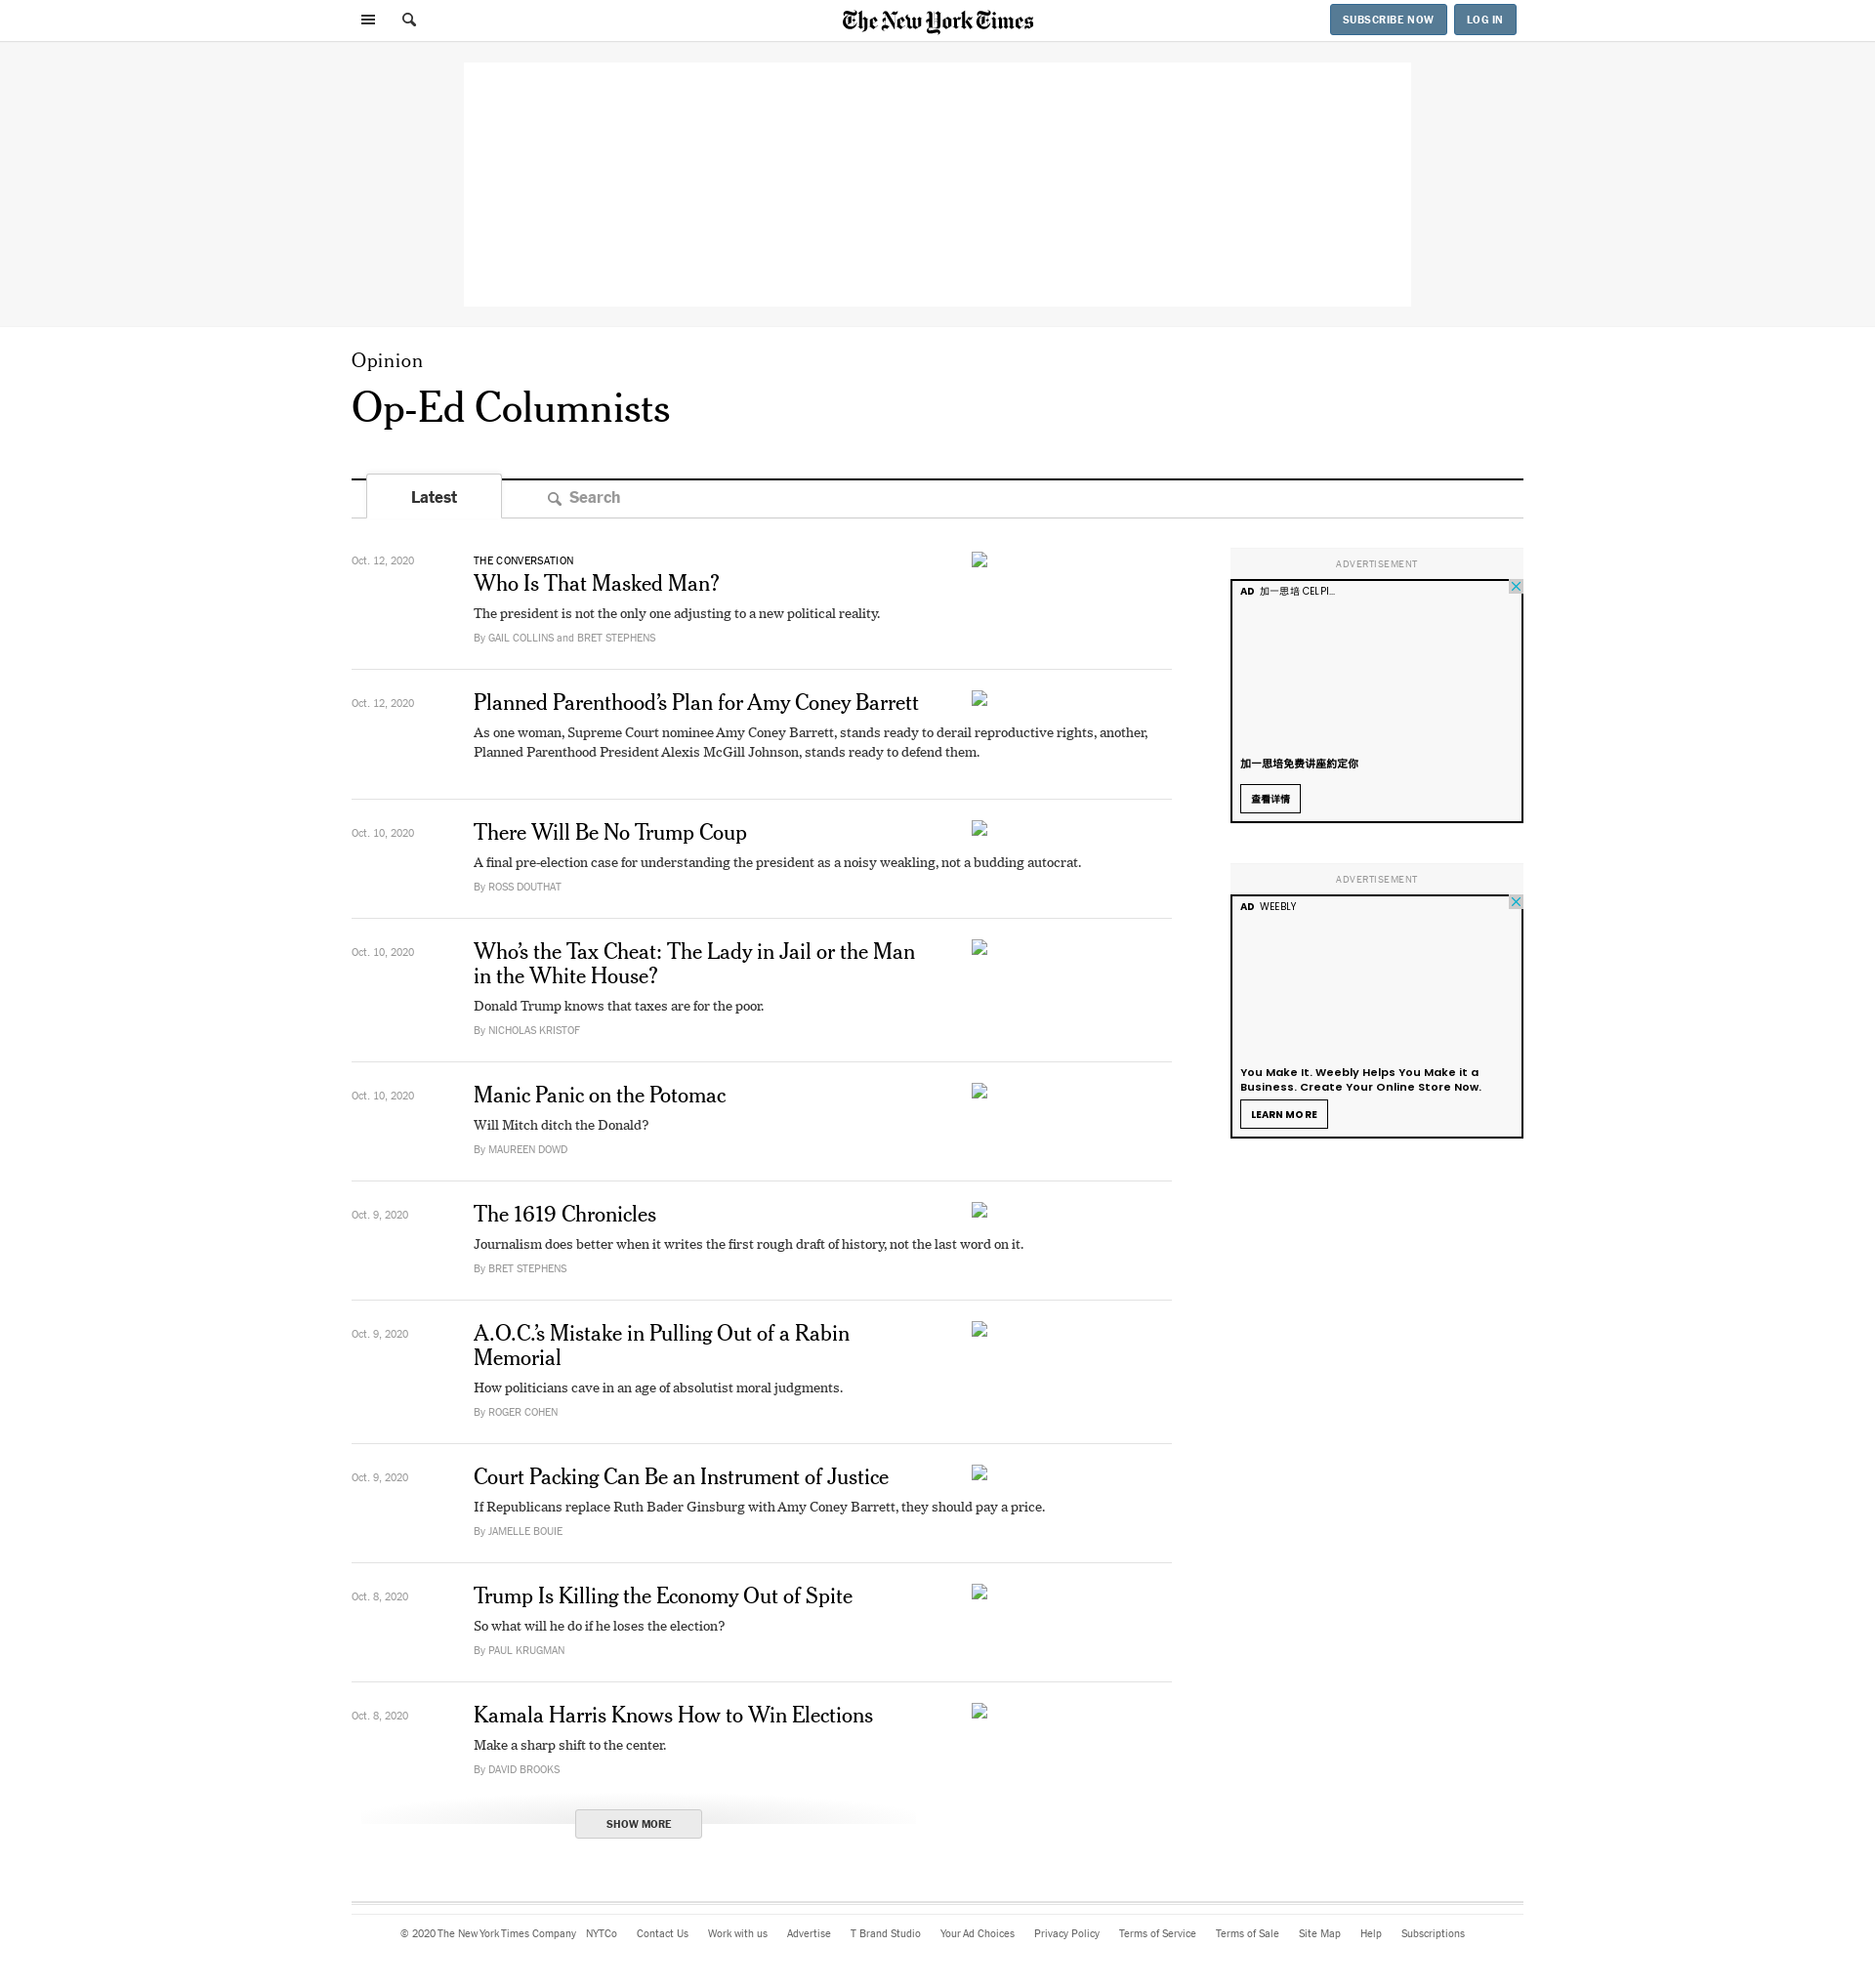 The New York Times
SUBSCRIBE NOW
LOG IN
Opinion
Op-Ed Columnists
Latest
Search
Oct. 12, 2020
THE CONVERSATION
Who Is That Masked Man?
The president is not the only one adjusting to a new political reality.
By GAIL COLLINS and BRET STEPHENS
Oct. 12, 2020
Planned Parenthood’s Plan for Amy Coney Barrett
As one woman, Supreme Court nominee Amy Coney Barrett, stands ready to derail reproductive rights, another,
Planned Parenthood President Alexis McGill Johnson, stands ready to defend them.
Oct. 10, 2020
There Will Be No Trump Coup
A final pre-election case for understanding the president as a noisy weakling, not a budding autocrat.
By ROSS DOUTHAT
Oct. 10, 2020
Who’s the Tax Cheat: The Lady in Jail or the Man
in the White House?
Donald Trump knows that taxes are for the poor.
By NICHOLAS KRISTOF
Oct. 10, 2020
Manic Panic on the Potomac
Will Mitch ditch the Donald?
By MAUREEN DOWD
Oct. 9, 2020
The 1619 Chronicles
Journalism does better when it writes the first rough draft of history, not the last word on it.
By BRET STEPHENS
Oct. 9, 2020
A.O.C.’s Mistake in Pulling Out of a Rabin
Memorial
How politicians cave in an age of absolutist moral judgments.
By ROGER COHEN
Oct. 9, 2020
Court Packing Can Be an Instrument of Justice
If Republicans replace Ruth Bader Ginsburg with Amy Coney Barrett, they should pay a price.
By JAMELLE BOUIE
Oct. 8, 2020
Trump Is Killing the Economy Out of Spite
So what will he do if he loses the election?
By PAUL KRUGMAN
Oct. 8, 2020
Kamala Harris Knows How to Win Elections
Make a sharp shift to the center.
By DAVID BROOKS
SHOW MORE
ADVERTISEMENT
AD 加一思培 CELPI...
加一思培免费讲座約定你
查看详情
ADVERTISEMENT
AD WEEBLY
You Make It. Weebly Helps You Make it a
Business. Create Your Online Store Now.
LEARN MORE
© 2020 The New York Times Company NYTCo Contact Us Work with us Advertise T Brand Studio Your Ad Choices Privacy Policy Terms of Service Terms of Sale Site Map Help Subscriptions